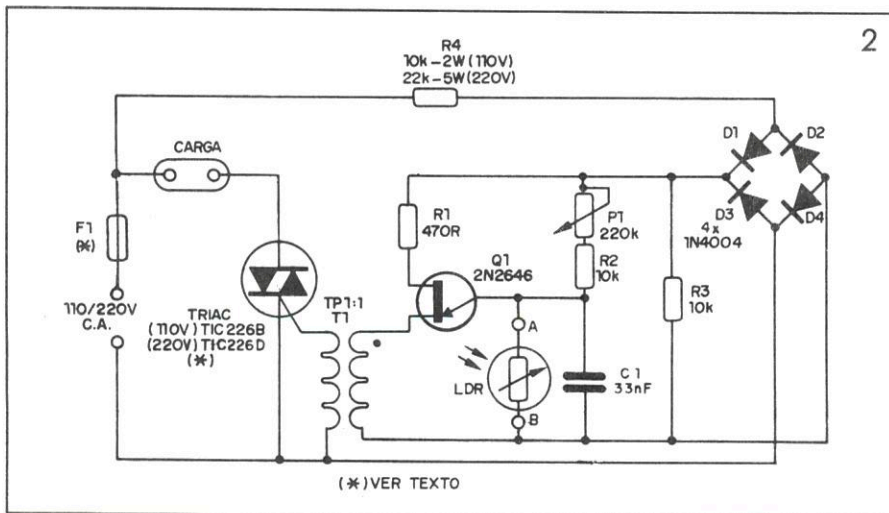 2
R4
10k-2W(110V)
22k-5W(220V)
D1
D2
CARGA
F1
(*)
R1
470R
P1
220k
D3
D4
4x
1N4004
Q1
2N2646
R2
10k
R3
10k
110/220V
C.A.
TRIAC
(110V) TIC226B
(220V) TIC226D
(*)
TP1:1
T1
A
LDR
C1
33nF
B
(*) VER TEXTO